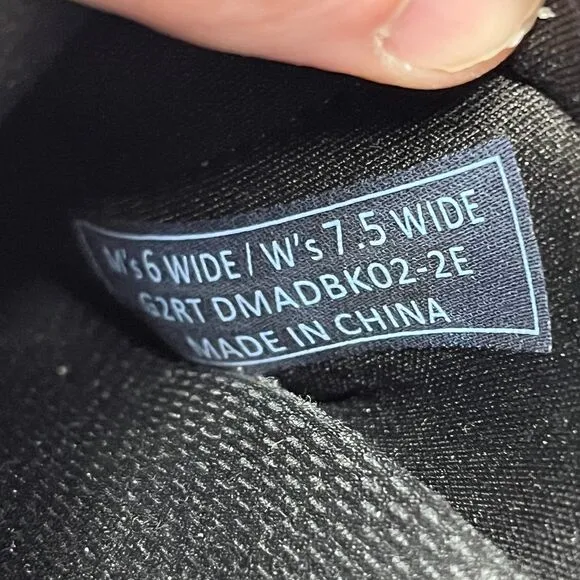 M's 6 WIDE / W's 7.5 WIDE
G2RT DMADBK02-2E
MADE IN CHINA